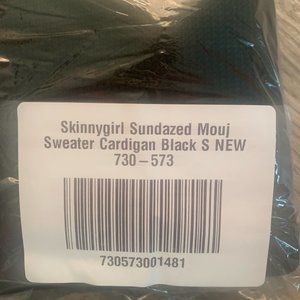 Skinnygirl Sundazed Mouj
Sweater Cardigan Black S NEW
730-573
730573001481